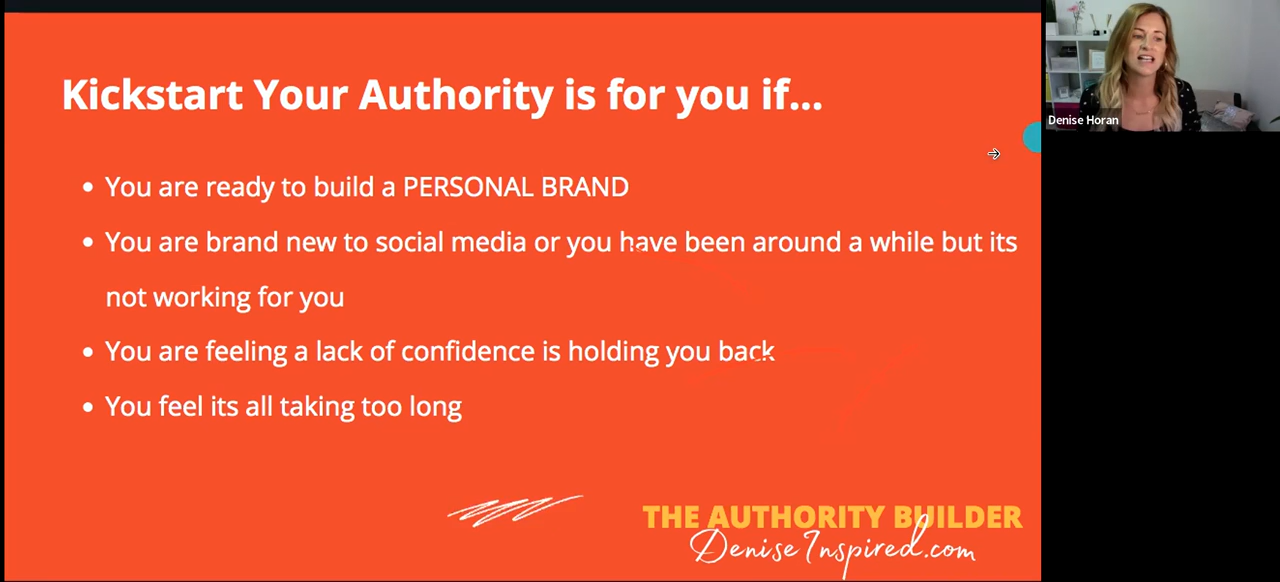 Kickstart Your Authority is for you if...
You are ready to build a PERSONAL BRAND
You are brand new to social media or you have been around a while but its
not working for you
You are feeling a lack of confidence is holding you back
You feel its all taking too long
THE AUTHORITY BUILDER
DeniseInspired.com
Denise Horan